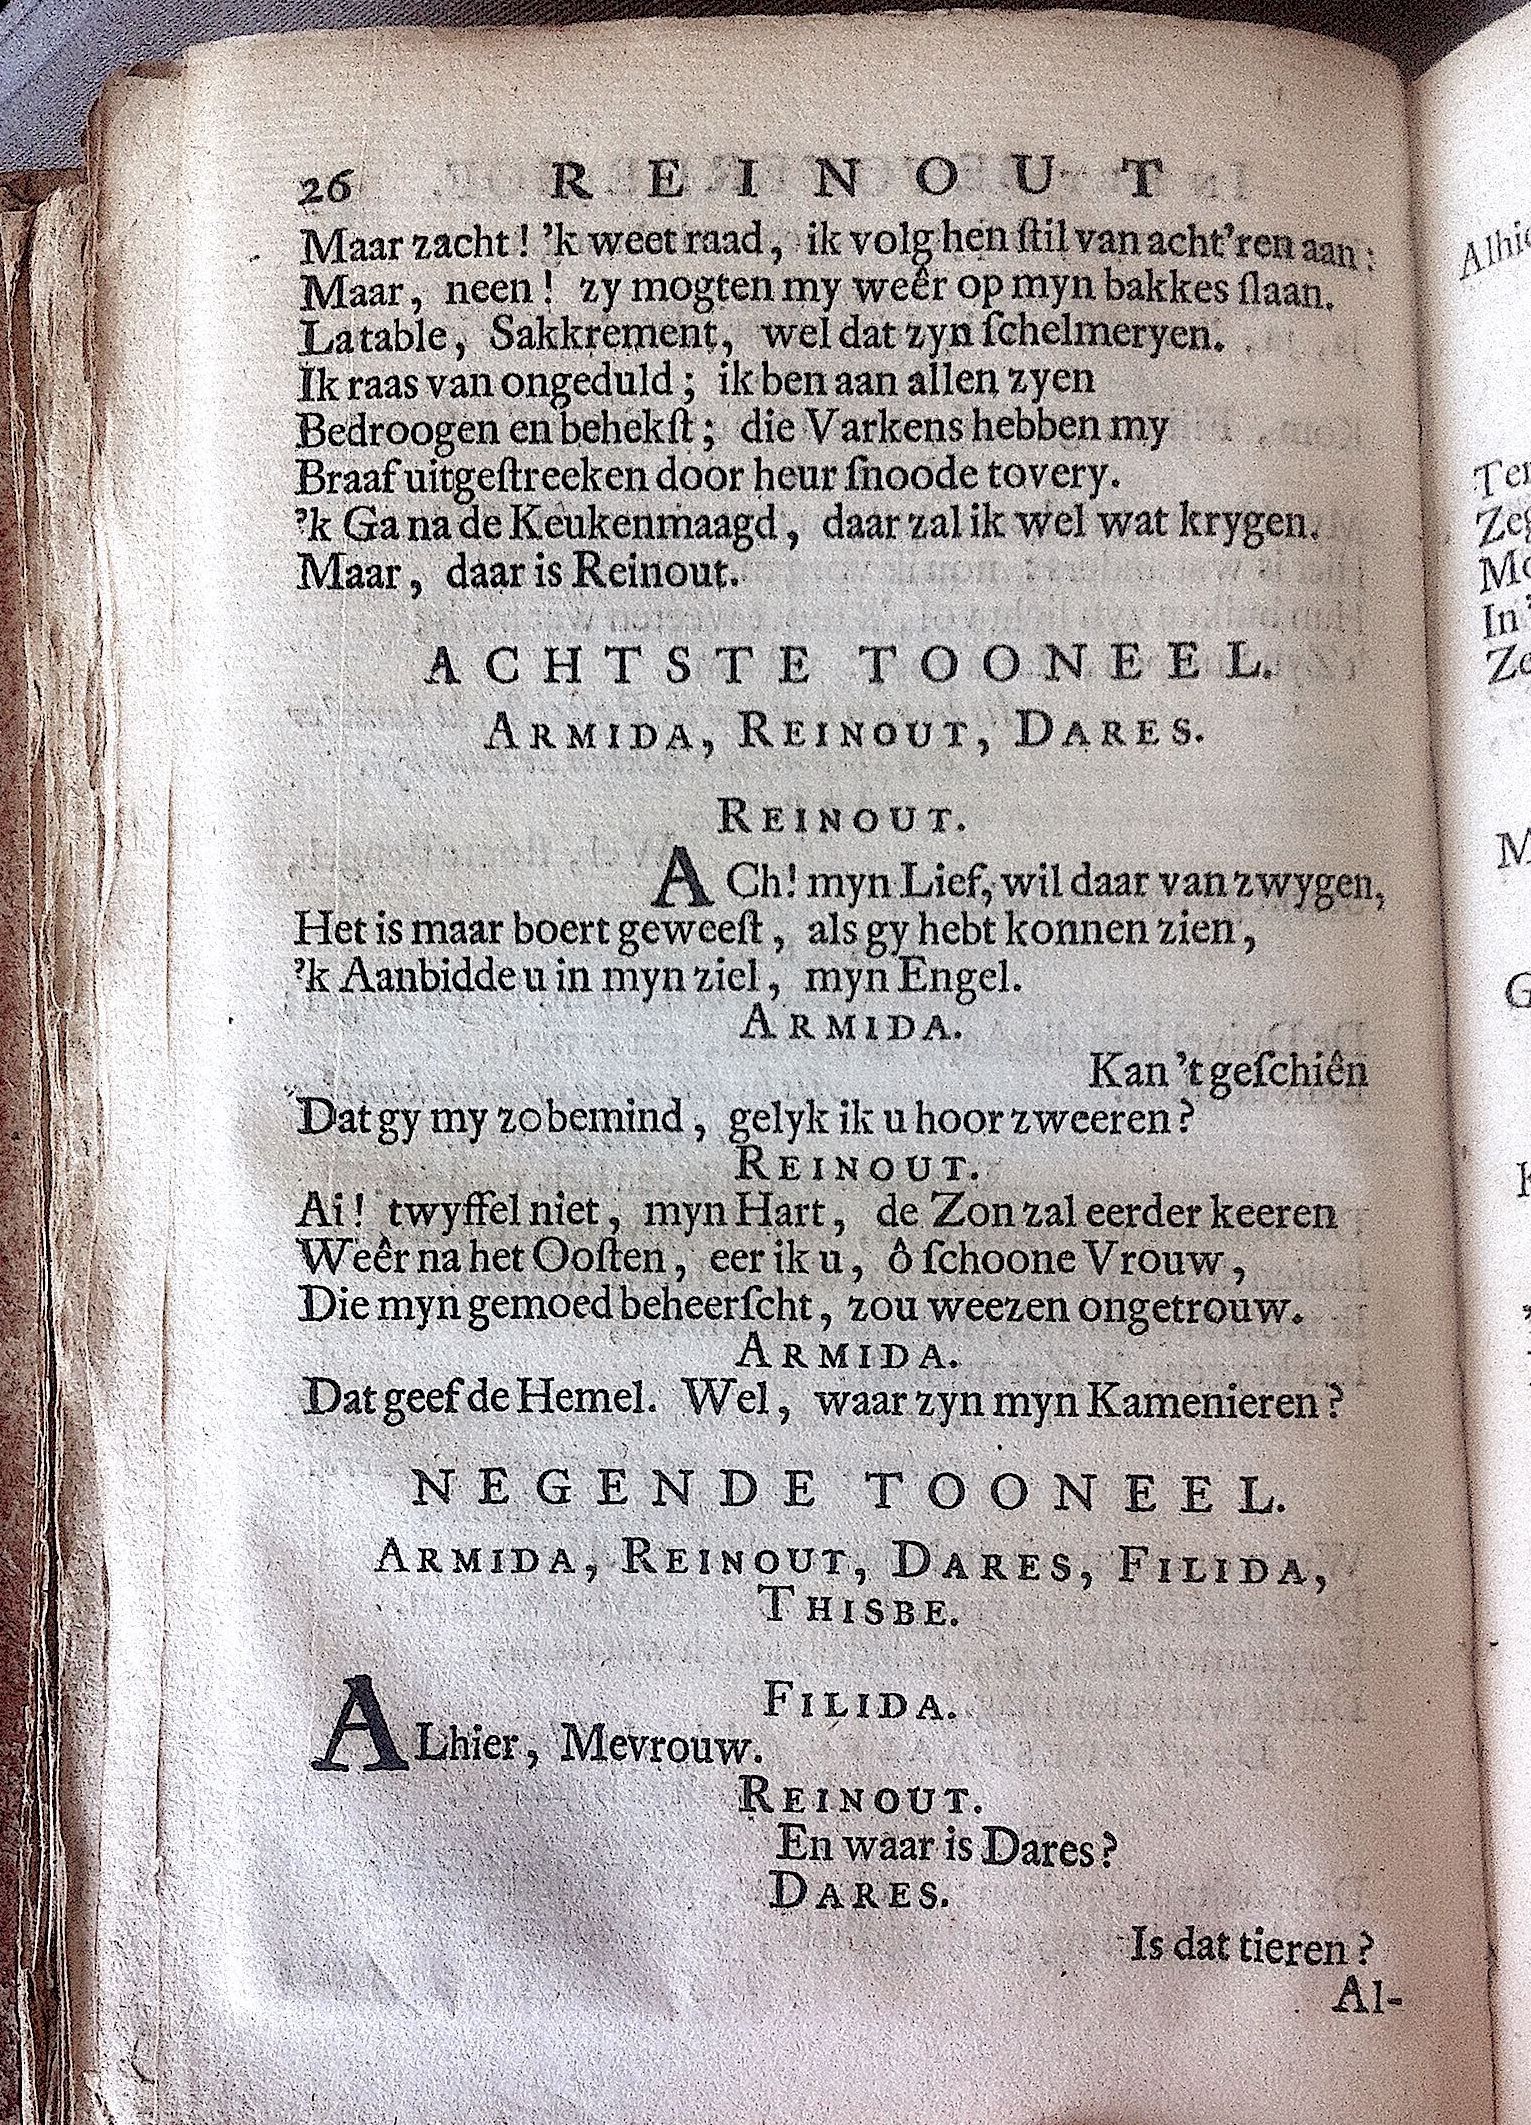 26 REINOUT
Maar zacht! 'k weet raad, ik volg hen ſtil van acht'ren aan:
Maar, neen! zy mogten my weêr op myn bakkes ſlaan.
La table, Sakkrement, wel dat zyn ſchelmeryen.
Ik raas van ongeduld; ik ben aan allen zyen
Bedroogen en behekſt; die Varkens hebben my
Braaf uitgeſtreeken door heur ſnoode tovery.
'k Ga na de Keukenmaagd, daar zal ik wel wat krygen.
Maar, daar is Reinout.
ACHTSTE TOONEEL.
ARMIDA, REINOUT, DARES.
REINOUT.
ACh! myn Lief, wil daar van zwygen,
Het is maar boert geweeſt, als gy hebt konnen zien,
'k Aanbidde u in myn ziel, myn Engel.
ARMIDA.
Kan 't geſchiên
Dat gy my zo bemind, gelyk ik u hoor zweeren?
REINOUT.
Ai! twyffel niet, myn Hart, de Zon zal eerder keeren
Weêr na het Ooſten, eer ik u, ô ſchoone Vrouw,
Die myn gemoed beheerſcht, zou weezen ongetrouw.
ARMIDA.
Dat geef de Hemel. Wel, waar zyn myn Kamenieren?
NEGENDE TOONEEL.
ARMIDA, REINOUT, DARES, FILIDA,
THISBE.
FILIDA.
ALhier, Mevrouw.
REINOUT.
En waar is Dares?
DARES.
Is dat tieren?
Al-